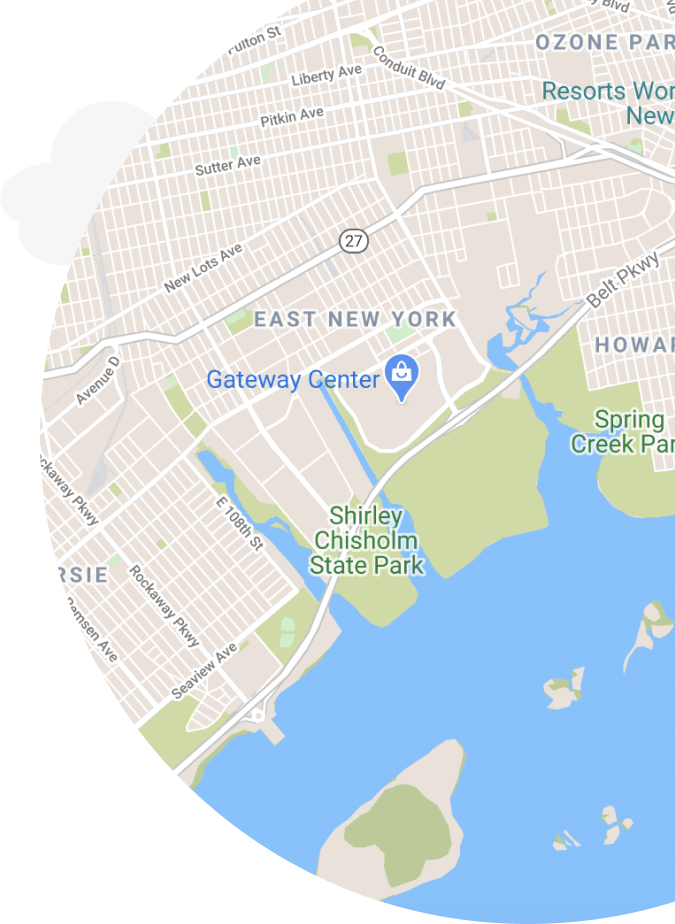 y Blvd
Fulton St
OZONE PAR
Conduit Blvd
Liberty Ave
Resorts Wor
New
Pitkin Ave
Sutter Ave
27
New Lots Ave
Belt Pkwy
EAST NEW YORK
HOWAR
Avenue D
Gateway Center
Spring
Creek Par
ckaway Pkwy
E 108th St
Shirley
Chisholm
State Park
RSIE
Rockaway Pkwy
Remsen Ave
Seaview Ave